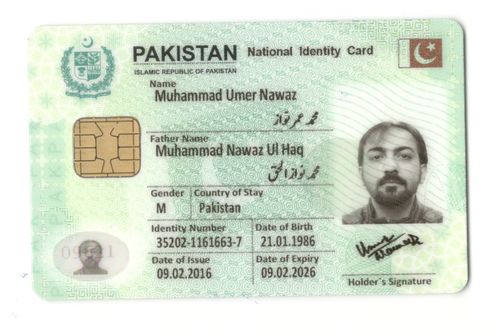 PAKISTAN National Identity Card
ISLAMIC REPUBLIC OF PAKISTAN
Name
Muhammad Umer Nawaz
محمد عمر نواز
Father Name
Muhammad Nawaz Ul Haq
محمد نواز الحق
Gender Country of Stay
M Pakistan
Identity Number Date of Birth
35202-1161663-7 21.01.1986
Date of Issue Date of Expiry
09.02.2016 09.02.2026
Holder's Signature